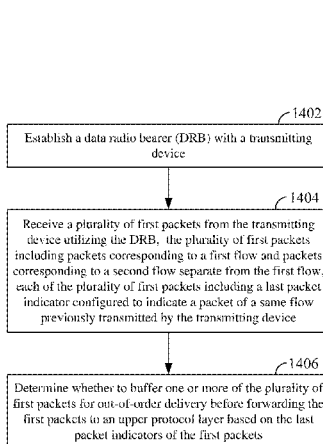 1402
Establish a data radio bearer (DRB) with a transmitting
device
1404
Receive a plurality of first packets from the transmitting
device utilizing the DRB, the plurality of first packets
including packets corresponding to a first flow and packets
corresponding to a second flow separate from the first flow,
each of the plurality of first packets including a last packet
indicator configured to indicate a packet of a same flow
previously transmitted by the transmitting device
1406
Determine whether to buffer one or more of the plurality of
first packets for out-of-order delivery before forwarding the
first packets to an upper protocol layer based on the last
packet indicators of the first packets